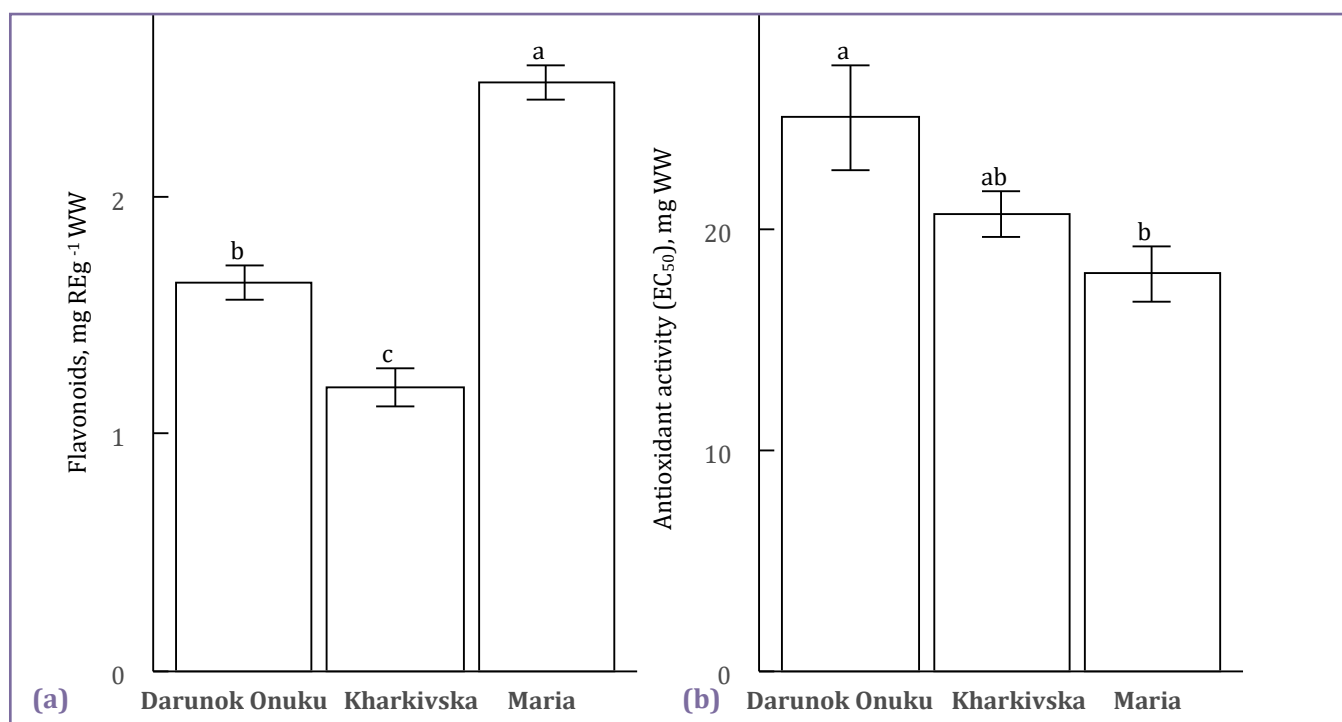 Flavonoids, mg REg ⁻¹ WW
2
1
0
b
c
a
Darunok Onuku Kharkivska Maria
(a)
Antioxidant activity (EC₅₀), mg WW
20
10
0
a
ab
b
Darunok Onuku Kharkivska Maria
(b)